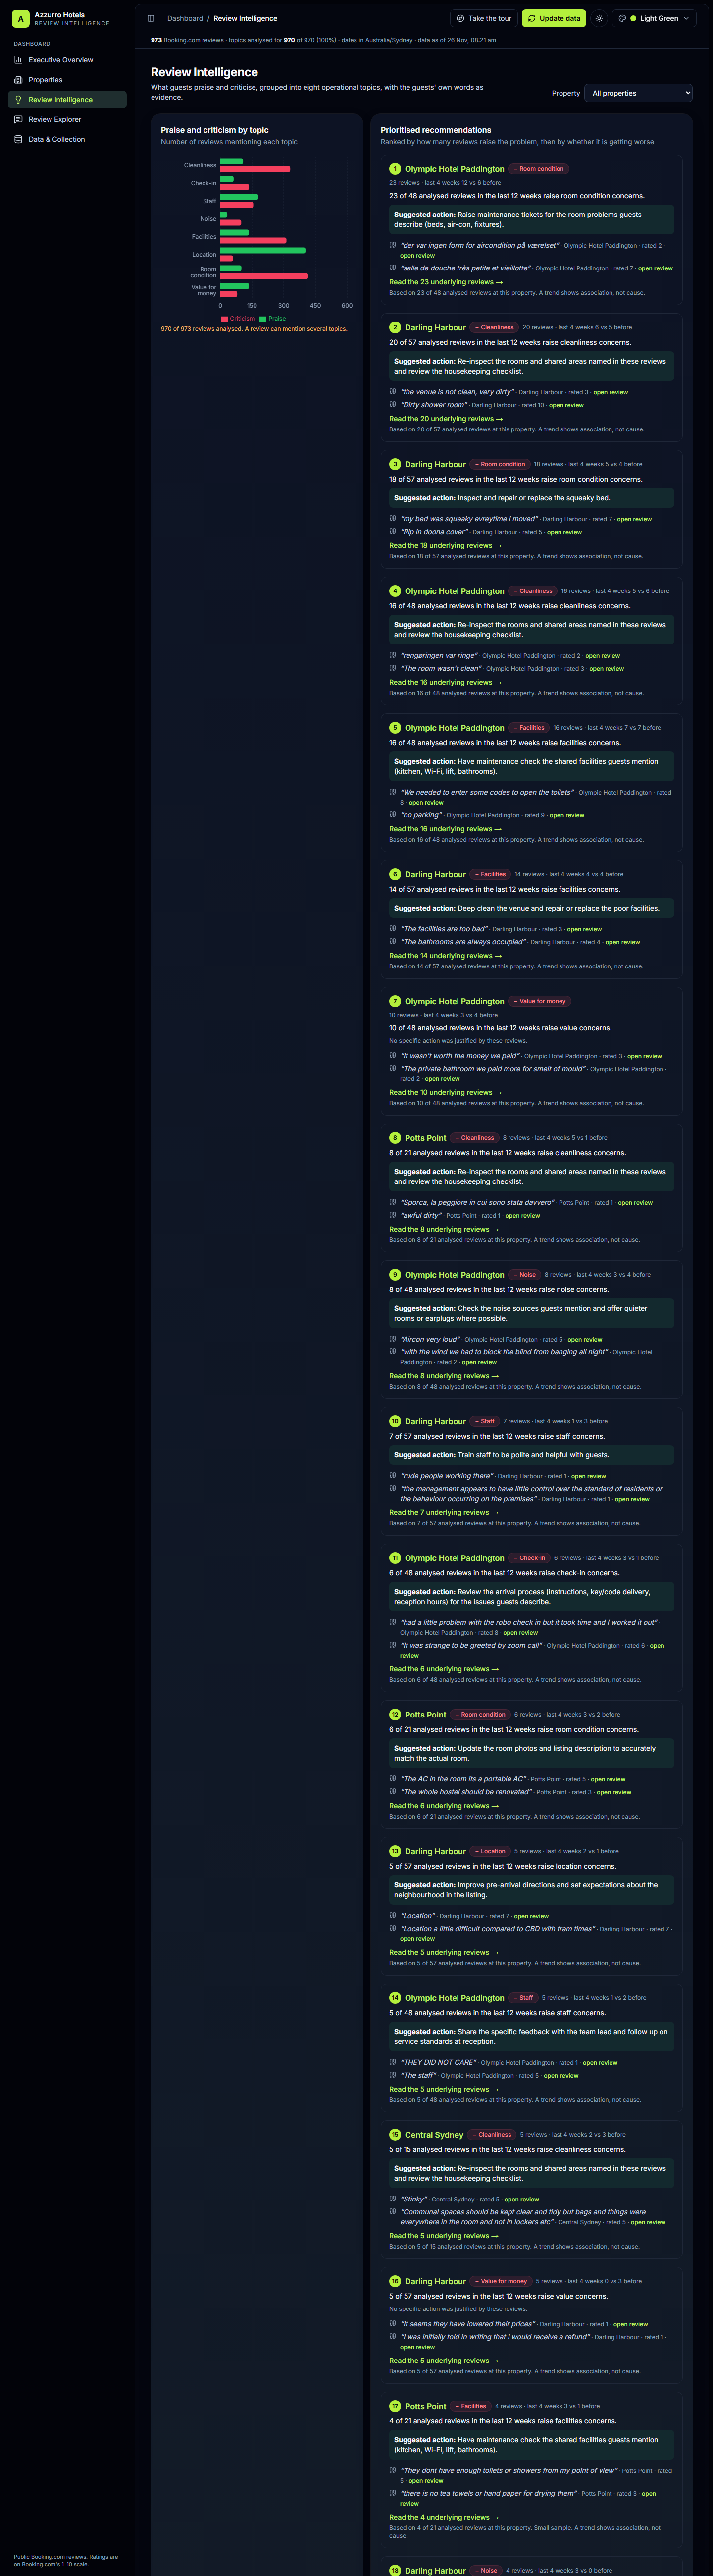 A
Azzurro Hotels
REVIEW INTELLIGENCE
DASHBOARD
Executive Overview
Properties
Review Intelligence
Review Explorer
Data & Collection
Public Booking.com reviews. Ratings are
on Booking.com's 1–10 scale.
Dashboard / Review Intelligence
Take the tour
Update data
Light Green
973 Booking.com reviews · topics analysed for 970 of 970 (100%) · dates in Australia/Sydney · data as of 26 Nov, 08:21 am
Review Intelligence
What guests praise and criticise, grouped into eight operational topics, with the guests' own words as
evidence.
Property
All properties
Praise and criticism by topic
Number of reviews mentioning each topic
Cleanliness
Check-in
Staff
Noise
Facilities
Location
Room
condition
Value for
money
0 150 300 450 600
Criticism Praise
970 of 973 reviews analysed. A review can mention several topics.
Prioritised recommendations
Ranked by how many reviews raise the problem, then by whether it is getting worse
1 Olympic Hotel Paddington – Room condition
23 reviews · last 4 weeks 12 vs 6 before
23 of 48 analysed reviews in the last 12 weeks raise room condition concerns.
Suggested action: Raise maintenance tickets for the room problems guests
describe (beds, air-con, fixtures).
“der var ingen form for aircondition på værelset” · Olympic Hotel Paddington · rated 2 ·
open review
“salle de douche très petite et vieillotte” · Olympic Hotel Paddington · rated 7 · open review
Read the 23 underlying reviews →
Based on 23 of 48 analysed reviews at this property. A trend shows association, not cause.
2 Darling Harbour – Cleanliness 20 reviews · last 4 weeks 6 vs 5 before
20 of 57 analysed reviews in the last 12 weeks raise cleanliness concerns.
Suggested action: Re-inspect the rooms and shared areas named in these reviews
and review the housekeeping checklist.
“the venue is not clean, very dirty” · Darling Harbour · rated 3 · open review
“Dirty shower room” · Darling Harbour · rated 10 · open review
Read the 20 underlying reviews →
Based on 20 of 57 analysed reviews at this property. A trend shows association, not cause.
3 Darling Harbour – Room condition 18 reviews · last 4 weeks 5 vs 4 before
18 of 57 analysed reviews in the last 12 weeks raise room condition concerns.
Suggested action: Inspect and repair or replace the squeaky bed.
“my bed was squeaky evreytime i moved” · Darling Harbour · rated 7 · open review
“Rip in doona cover” · Darling Harbour · rated 5 · open review
Read the 18 underlying reviews →
Based on 18 of 57 analysed reviews at this property. A trend shows association, not cause.
4 Olympic Hotel Paddington – Cleanliness 16 reviews · last 4 weeks 5 vs 6 before
16 of 48 analysed reviews in the last 12 weeks raise cleanliness concerns.
Suggested action: Re-inspect the rooms and shared areas named in these reviews
and review the housekeeping checklist.
“rengøringen var ringe” · Olympic Hotel Paddington · rated 2 · open review
“The room wasn't clean” · Olympic Hotel Paddington · rated 3 · open review
Read the 16 underlying reviews →
Based on 16 of 48 analysed reviews at this property. A trend shows association, not cause.
5 Olympic Hotel Paddington – Facilities 16 reviews · last 4 weeks 7 vs 7 before
16 of 48 analysed reviews in the last 12 weeks raise facilities concerns.
Suggested action: Have maintenance check the shared facilities guests mention
(kitchen, Wi-Fi, lift, bathrooms).
“We needed to enter some codes to open the toilets” · Olympic Hotel Paddington · rated
8 · open review
“no parking” · Olympic Hotel Paddington · rated 9 · open review
Read the 16 underlying reviews →
Based on 16 of 48 analysed reviews at this property. A trend shows association, not cause.
6 Darling Harbour – Facilities 14 reviews · last 4 weeks 4 vs 4 before
14 of 57 analysed reviews in the last 12 weeks raise facilities concerns.
Suggested action: Deep clean the venue and repair or replace the poor facilities.
“The facilities are too bad” · Darling Harbour · rated 3 · open review
“The bathrooms are always occupied” · Darling Harbour · rated 4 · open review
Read the 14 underlying reviews →
Based on 14 of 57 analysed reviews at this property. A trend shows association, not cause.
7 Olympic Hotel Paddington – Value for money
10 reviews · last 4 weeks 3 vs 4 before
10 of 48 analysed reviews in the last 12 weeks raise value concerns.
No specific action was justified by these reviews.
“It wasn't worth the money we paid” · Olympic Hotel Paddington · rated 3 · open review
“The private bathroom we paid more for smelt of mould” · Olympic Hotel Paddington ·
rated 2 · open review
Read the 10 underlying reviews →
Based on 10 of 48 analysed reviews at this property. A trend shows association, not cause.
8 Potts Point – Cleanliness 8 reviews · last 4 weeks 5 vs 1 before
8 of 21 analysed reviews in the last 12 weeks raise cleanliness concerns.
Suggested action: Re-inspect the rooms and shared areas named in these reviews
and review the housekeeping checklist.
“Sporca, la peggiore in cui sono stata davvero” · Potts Point · rated 1 · open review
“awful dirty” · Potts Point · rated 1 · open review
Read the 8 underlying reviews →
Based on 8 of 21 analysed reviews at this property. A trend shows association, not cause.
9 Olympic Hotel Paddington – Noise 8 reviews · last 4 weeks 3 vs 4 before
8 of 48 analysed reviews in the last 12 weeks raise noise concerns.
Suggested action: Check the noise sources guests mention and offer quieter
rooms or earplugs where possible.
“Aircon very loud” · Olympic Hotel Paddington · rated 5 · open review
“with the wind we had to block the blind from banging all night” · Olympic Hotel
Paddington · rated 2 · open review
Read the 8 underlying reviews →
Based on 8 of 48 analysed reviews at this property. A trend shows association, not cause.
10 Darling Harbour – Staff 7 reviews · last 4 weeks 1 vs 3 before
7 of 57 analysed reviews in the last 12 weeks raise staff concerns.
Suggested action: Train staff to be polite and helpful with guests.
“rude people working there” · Darling Harbour · rated 1 · open review
“the management appears to have little control over the standard of residents or
the behaviour occurring on the premises” · Darling Harbour · rated 1 · open review
Read the 7 underlying reviews →
Based on 7 of 57 analysed reviews at this property. A trend shows association, not cause.
11 Olympic Hotel Paddington – Check-in 6 reviews · last 4 weeks 3 vs 1 before
6 of 48 analysed reviews in the last 12 weeks raise check-in concerns.
Suggested action: Review the arrival process (instructions, key/code delivery,
reception hours) for the issues guests describe.
“had a little problem with the robo check in but it took time and I worked it out” ·
Olympic Hotel Paddington · rated 8 · open review
“It was strange to be greeted by zoom call” · Olympic Hotel Paddington · rated 6 · open
review
Read the 6 underlying reviews →
Based on 6 of 48 analysed reviews at this property. A trend shows association, not cause.
12 Potts Point – Room condition 6 reviews · last 4 weeks 3 vs 2 before
6 of 21 analysed reviews in the last 12 weeks raise room condition concerns.
Suggested action: Update the room photos and listing description to accurately
match the actual room.
“The AC in the room its a portable AC” · Potts Point · rated 5 · open review
“The whole hostel should be renovated” · Potts Point · rated 3 · open review
Read the 6 underlying reviews →
Based on 6 of 21 analysed reviews at this property. A trend shows association, not cause.
13 Darling Harbour – Location 5 reviews · last 4 weeks 2 vs 1 before
5 of 57 analysed reviews in the last 12 weeks raise location concerns.
Suggested action: Improve pre-arrival directions and set expectations about the
neighbourhood in the listing.
“Location” · Darling Harbour · rated 7 · open review
“Location a little difficult compared to CBD with tram times” · Darling Harbour · rated 7 ·
open review
Read the 5 underlying reviews →
Based on 5 of 57 analysed reviews at this property. A trend shows association, not cause.
14 Olympic Hotel Paddington – Staff 5 reviews · last 4 weeks 1 vs 2 before
5 of 48 analysed reviews in the last 12 weeks raise staff concerns.
Suggested action: Share the specific feedback with the team lead and follow up on
service standards at reception.
“THEY DID NOT CARE” · Olympic Hotel Paddington · rated 1 · open review
“The staff” · Olympic Hotel Paddington · rated 5 · open review
Read the 5 underlying reviews →
Based on 5 of 48 analysed reviews at this property. A trend shows association, not cause.
15 Central Sydney – Cleanliness 5 reviews · last 4 weeks 2 vs 3 before
5 of 15 analysed reviews in the last 12 weeks raise cleanliness concerns.
Suggested action: Re-inspect the rooms and shared areas named in these reviews
and review the housekeeping checklist.
“Stinky” · Central Sydney · rated 5 · open review
“Communal spaces should be kept clear and tidy but bags and things were
everywhere in the room and not in lockers etc” · Central Sydney · rated 5 · open review
Read the 5 underlying reviews →
Based on 5 of 15 analysed reviews at this property. A trend shows association, not cause.
16 Darling Harbour – Value for money 5 reviews · last 4 weeks 0 vs 3 before
5 of 57 analysed reviews in the last 12 weeks raise value concerns.
No specific action was justified by these reviews.
“It seems they have lowered their prices” · Darling Harbour · rated 1 · open review
“I was initially told in writing that I would receive a refund” · Darling Harbour · rated 1 ·
open review
Read the 5 underlying reviews →
Based on 5 of 57 analysed reviews at this property. A trend shows association, not cause.
17 Potts Point – Facilities 4 reviews · last 4 weeks 3 vs 1 before
4 of 21 analysed reviews in the last 12 weeks raise facilities concerns.
Suggested action: Have maintenance check the shared facilities guests mention
(kitchen, Wi-Fi, lift, bathrooms).
“They dont have enough toilets or showers from my point of view” · Potts Point · rated
5 · open review
“there is no tea towels or hand paper for drying them” · Potts Point · rated 3 · open
review
Read the 4 underlying reviews →
Based on 4 of 21 analysed reviews at this property. Small sample. A trend shows association, not
cause.
18 Darling Harbour – Noise 4 reviews · last 4 weeks 3 vs 0 before